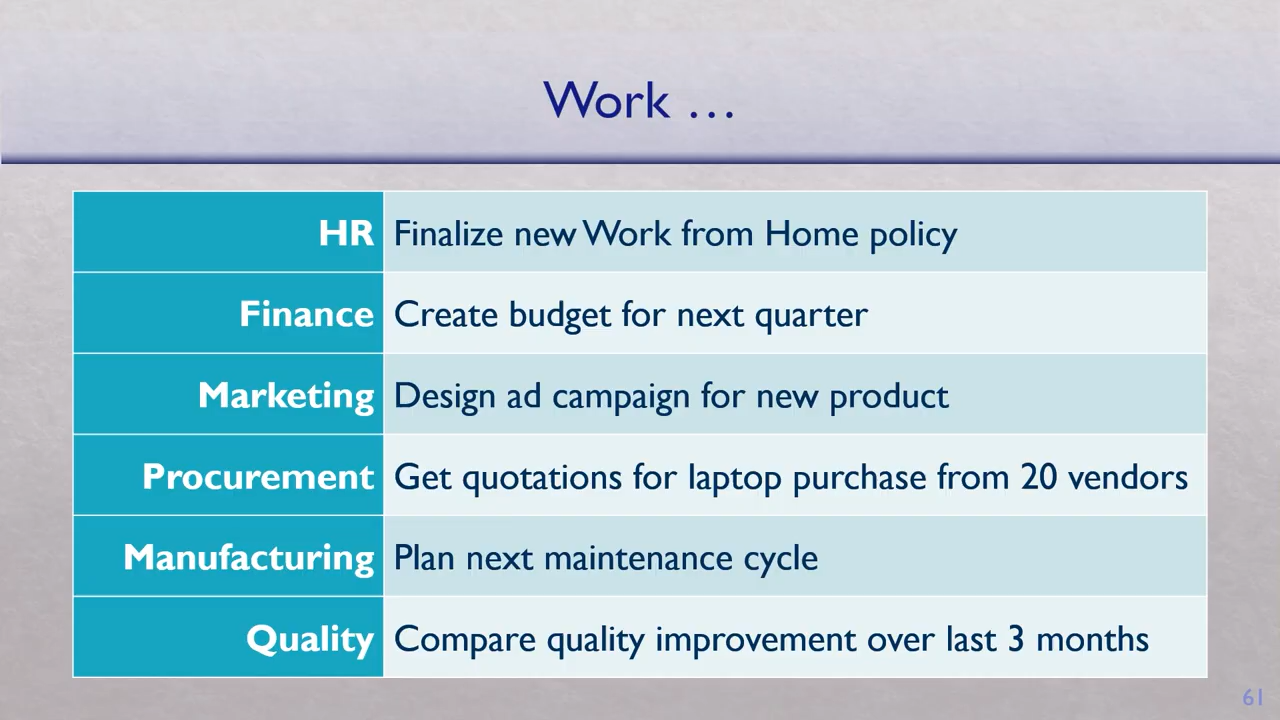 Work …
HR Finalize new Work from Home policy
Finance Create budget for next quarter
Marketing Design ad campaign for new product
Procurement Get quotations for laptop purchase from 20 vendors
Manufacturing Plan next maintenance cycle
Quality Compare quality improvement over last 3 months
61